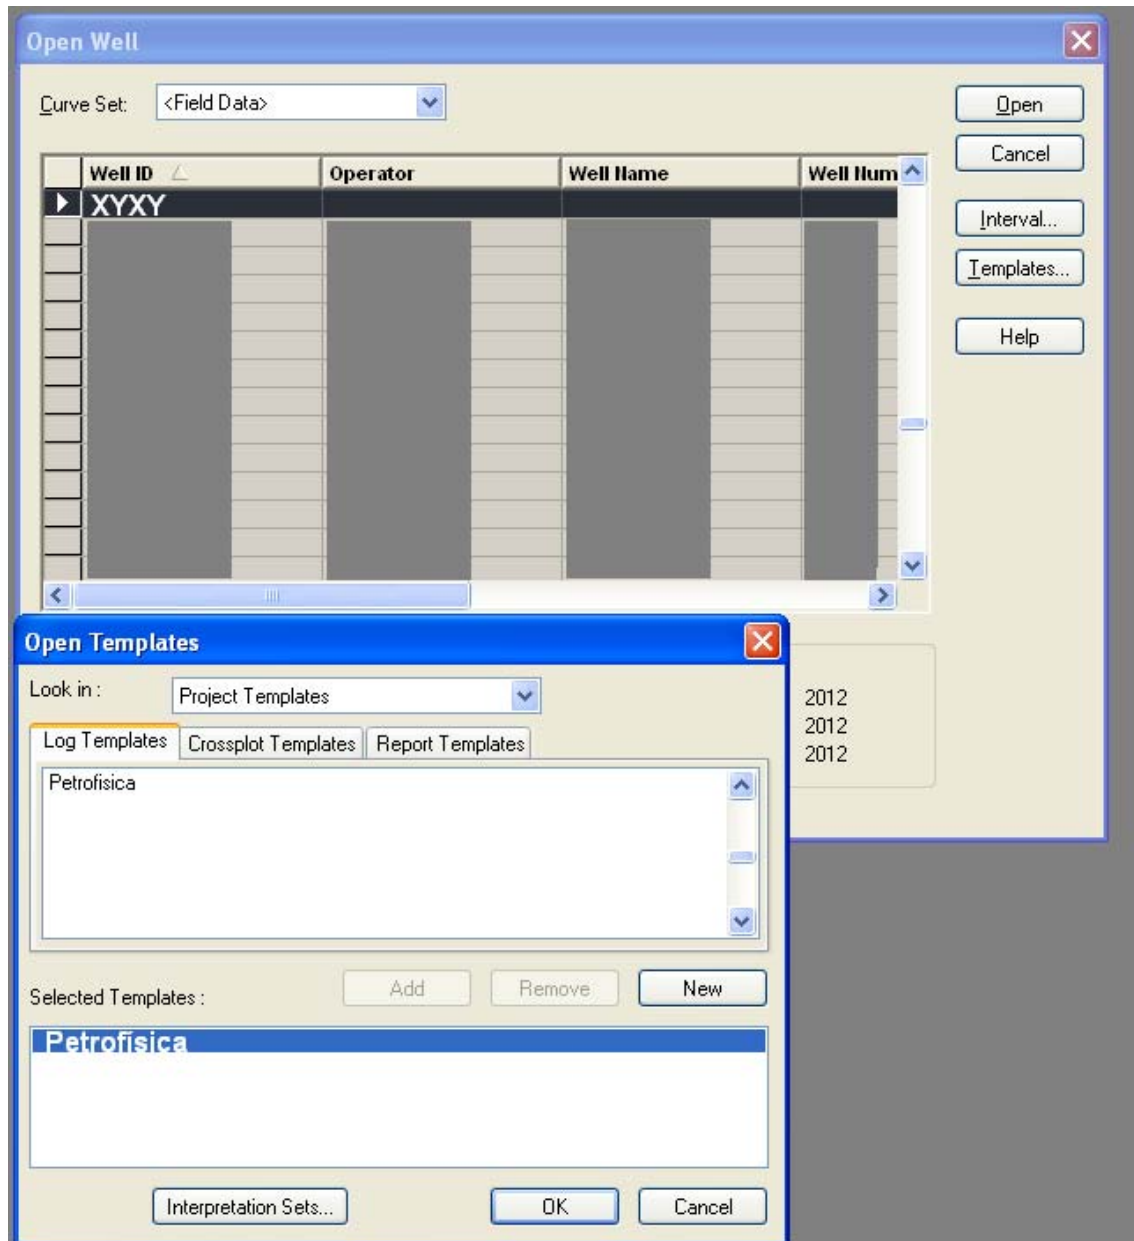 Open Well
Curve Set: <Field Data>
Open
Cancel
Well ID Operator Well Name Well Num
XYXY
Interval...
Templates...
Help
Open Templates
Look in : Project Templates
2012
2012
2012
Log Templates Crossplot Templates Report Templates
Petrofisica
Add Remove New
Selected Templates :
Petrofísica
Interpretation Sets... OK Cancel